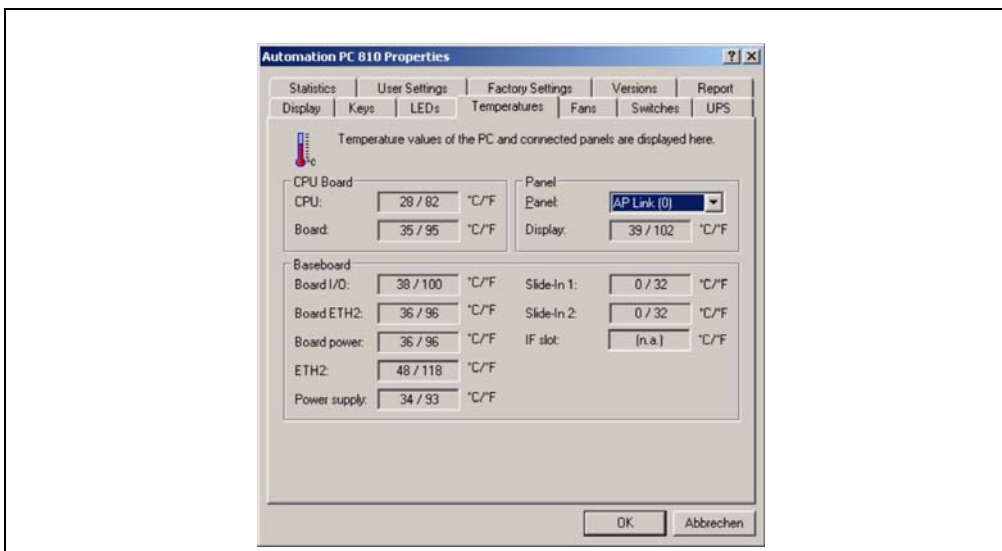 Automation PC 810 Properties
Statistics User Settings Factory Settings Versions Report
Display Keys LEDs Temperatures Fans Switches UPS
°C
Temperature values of the PC and connected panels are displayed here.
CPU Board
CPU: 28 / 82 °C/°F
Board: 35 / 95 °C/°F
Panel
Panel: AP Link (0)
Display: 39 / 102 °C/°F
Baseboard
Board I/O: 38 / 100 °C/°F
Board ETH2: 36 / 96 °C/°F
Board power: 36 / 96 °C/°F
ETH2: 48 / 118 °C/°F
Power supply: 34 / 93 °C/°F
Slide-In 1: 0 / 32 °C/°F
Slide-In 2: 0 / 32 °C/°F
IF slot: (n.a.) °C/°F
OK Abbrechen